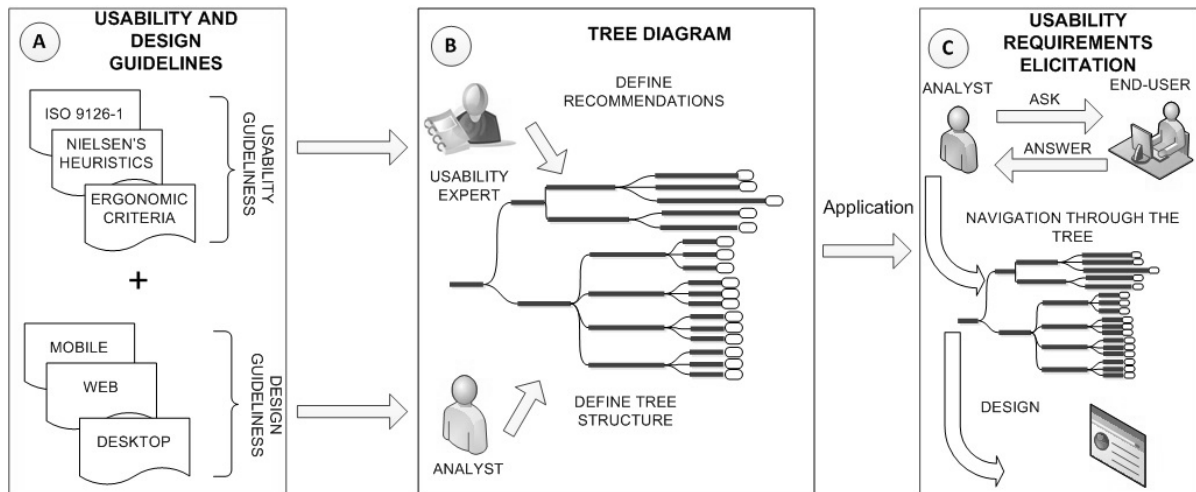 A
USABILITY AND
DESIGN
GUIDELINES
ISO 9126-1
NIELSEN'S
HEURISTICS
ERGONOMIC
CRITERIA
USABILITY
GUIDELINESS
+
MOBILE
WEB
DESKTOP
DESIGN
GUIDELINESS
B
TREE DIAGRAM
DEFINE
RECOMMENDATIONS
USABILITY
EXPERT
DEFINE TREE
STRUCTURE
ANALYST
Application
C
USABILITY
REQUIREMENTS
ELICITATION
ANALYST
END-USER
ASK
ANSWER
NAVIGATION THROUGH THE
TREE
DESIGN